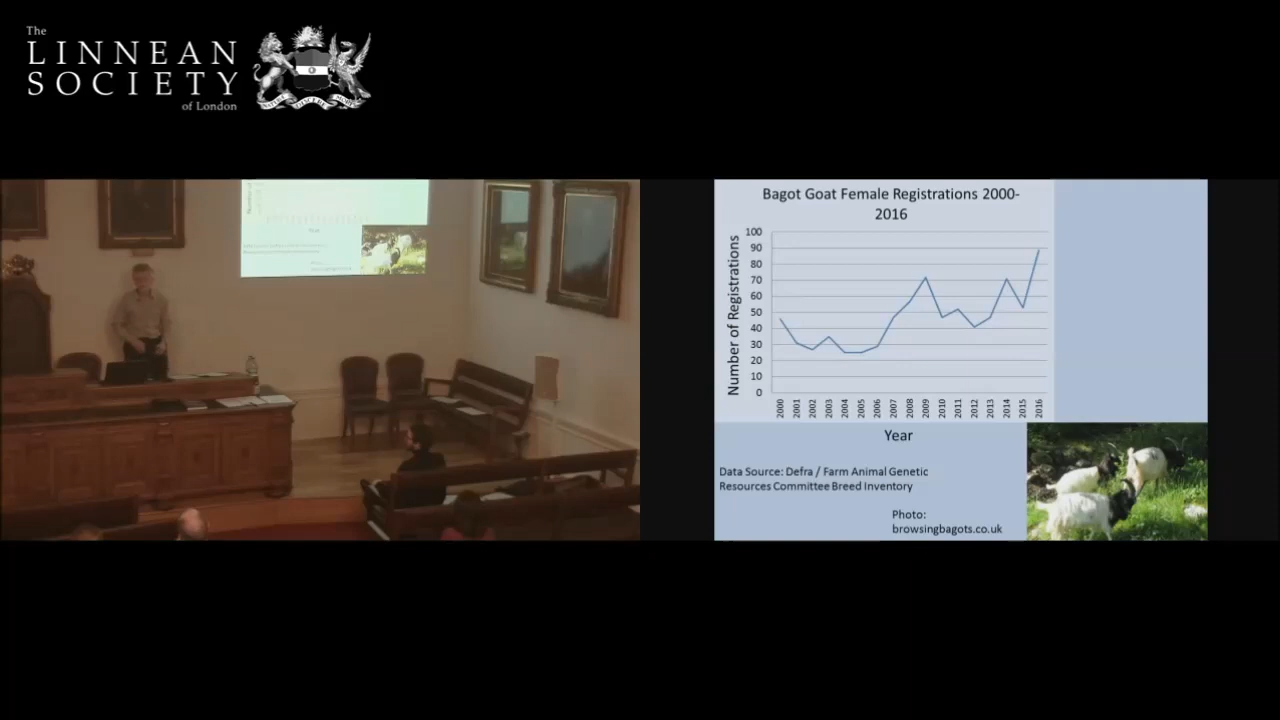 The
LINNEAN
SOCIETY
of London
Bagot Goat Female Registrations 2000-
2016
Number of Registrations
100
90
80
70
60
50
40
30
20
10
0
2000 2001 2002 2003 2004 2005 2006 2007 2008 2009 2010 2011 2012 2013 2014 2015 2016
Year
Data Source: Defra / Farm Animal Genetic
Resources Committee Breed Inventory
Photo:
browsingbagots.co.uk